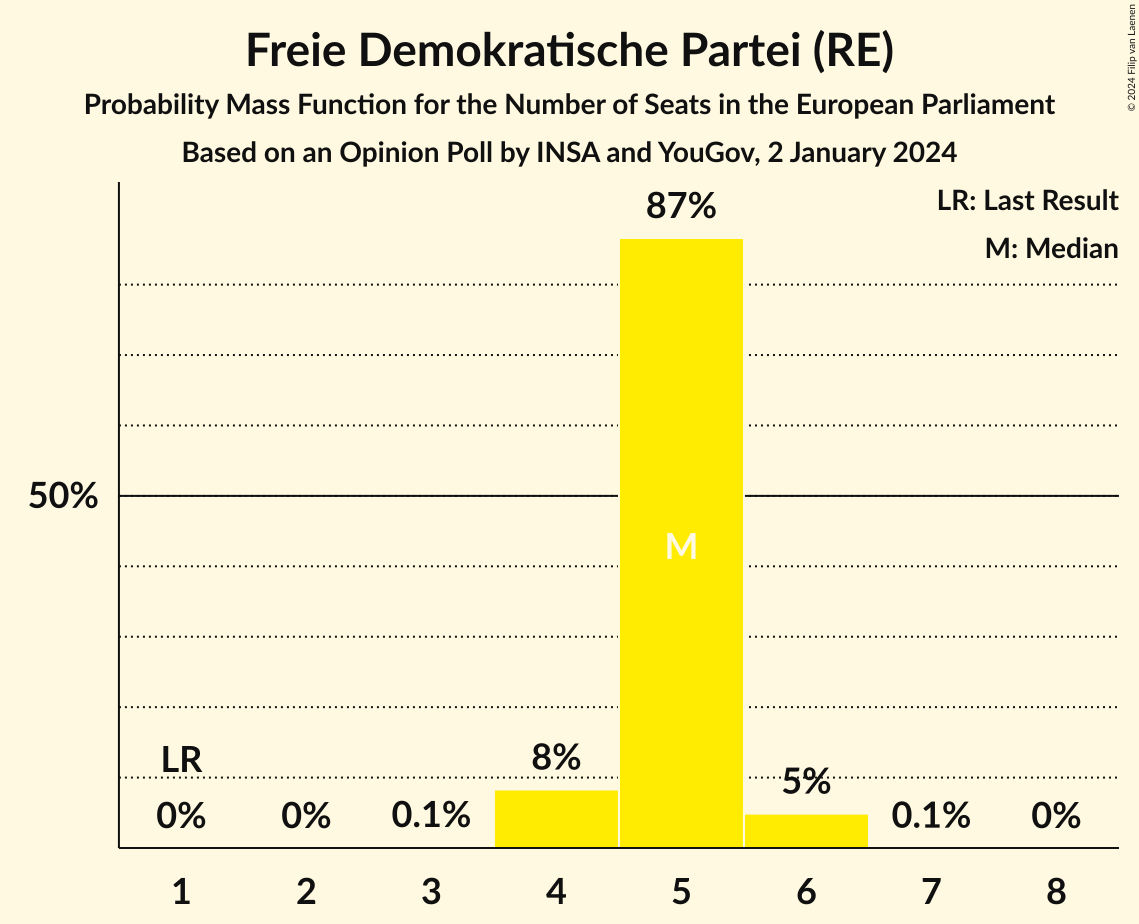 Freie Demokratische Partei (RE)
Probability Mass Function for the Number of Seats in the European Parliament
Based on an Opinion Poll by INSA and YouGov, 2 January 2024
© 2024 Filip van Laenen
LR: Last Result
M: Median
87%
50%
M
LR
8%
5%
0%
0%
0.1%
0.1%
0%
1
2
3
4
5
6
7
8